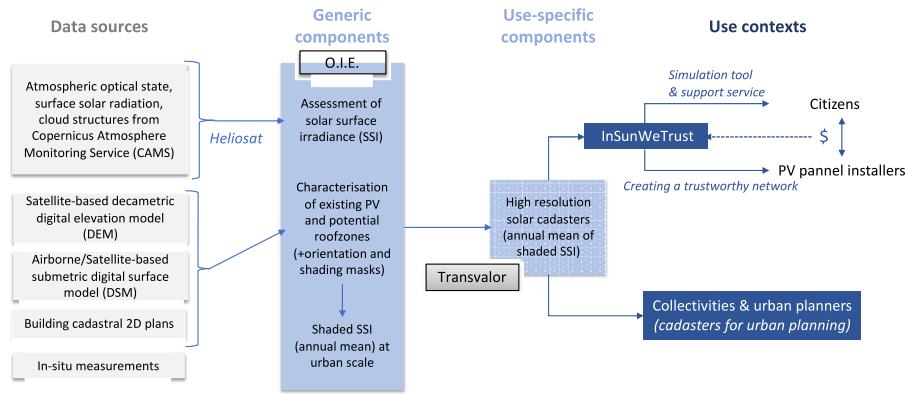 Data sources
Generic
components
Use-specific
components
Use contexts
Atmospheric optical state,
surface solar radiation,
cloud structures from
Copernicus Atmosphere
Monitoring Service (CAMS)
Satellite-based decametric
digital elevation model
(DEM)
Airborne/Satellite-based
submetric digital surface
model (DSM)
Building cadastral 2D plans
In-situ measurements
Heliosat
O.I.E.
Assessment of
solar surface
irradiance (SSI)
Characterisation
of existing PV
and potential
roofzones
(+orientation and
shading masks)
Shaded SSI
(annual mean) at
urban scale
High resolution
solar cadasters
(annual mean of
shaded SSI)
Transvalor
InSunWeTrust
Simulation tool
& support service
Citizens
$
PV pannel installers
Creating a trustworthy network
Collectivities & urban planners
(cadasters for urban planning)